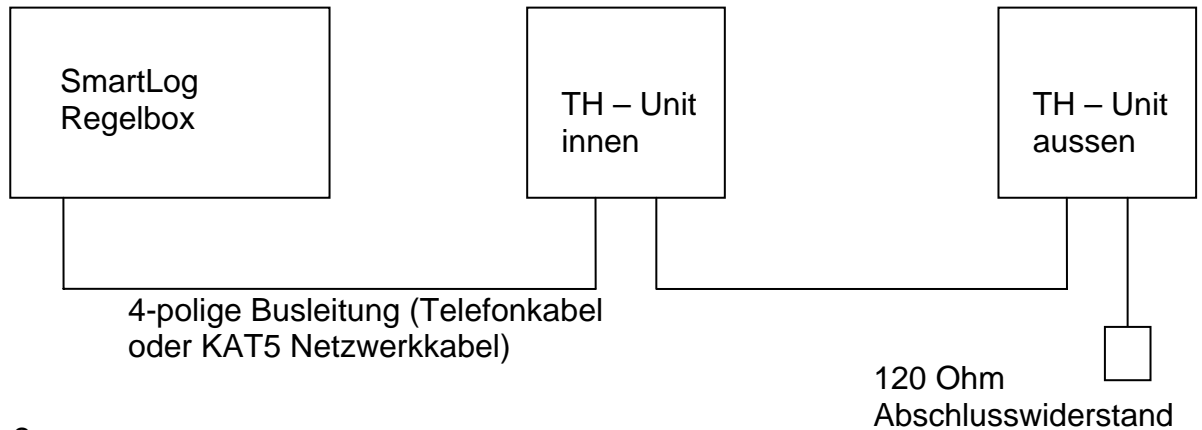 SmartLog
Regelbox
TH – Unit
innen
TH – Unit
aussen
4-polige Busleitung (Telefonkabel
oder KAT5 Netzwerkkabel)
120 Ohm
Abschlusswiderstand